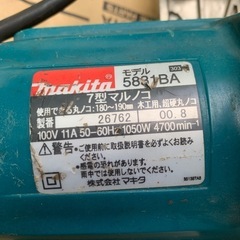 makita
モデル 5831BA 303
7型マルノコ
使用できる丸ノコ:180~190mm 木工用、超硬丸ノコ
製番 26762 00.8
100V 11A 50-60Hz 1050W 4700min⁻¹
警告
ご使用前に必ず取扱説明書を
お読みください。
株式会社 マキタ